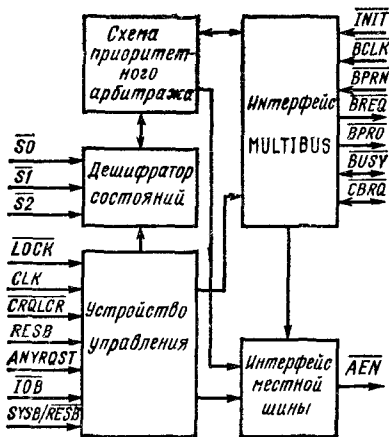 Схема
приоритет-
ного
арбитража
Интерфейс
MULTIBUS
INIT
BCLK
BPRN
BREQ
BPRO
BUSY
CBRQ
S0
S1
S2
Дешифратор
состояний
LOCK
CLK
CRQLCR
RESB
ANYRQST
IOB
SYSB/RESB
Устройство
управления
Интерфейс
местной
шины
AEN